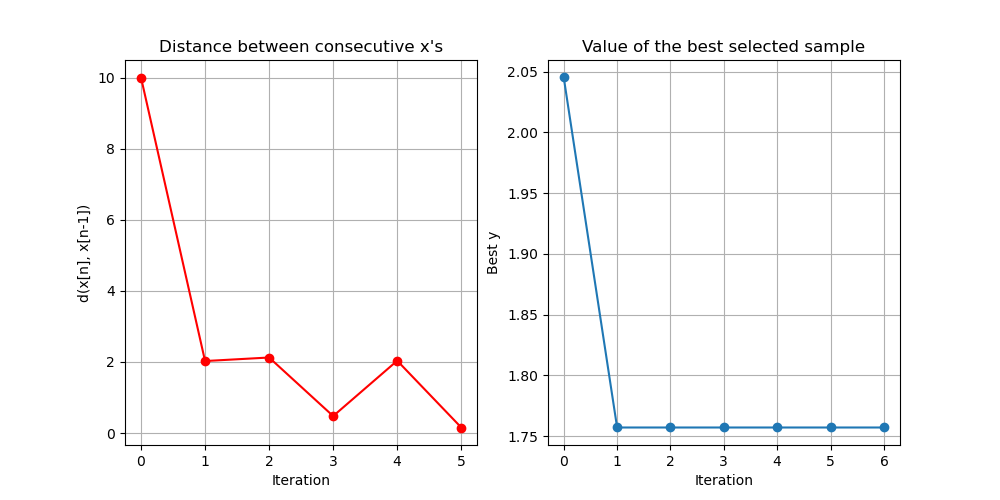 Distance between consecutive x's
d(x[n], x[n-1])
10
8
6
4
2
0
0 1 2 3 4 5
Iteration
Value of the best selected sample
Best y
2.05
2.00
1.95
1.90
1.85
1.80
1.75
0 1 2 3 4 5 6
Iteration